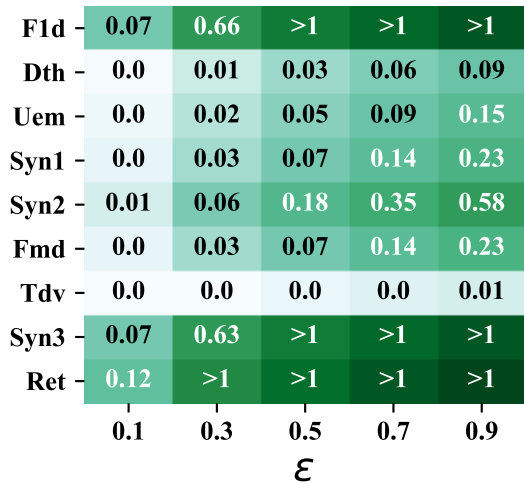 F1d 0.07 0.66 >1 >1 >1
Dth 0.0 0.01 0.03 0.06 0.09
Uem 0.0 0.02 0.05 0.09 0.15
Syn1 0.0 0.03 0.07 0.14 0.23
Syn2 0.01 0.06 0.18 0.35 0.58
Fmd 0.0 0.03 0.07 0.14 0.23
Tdv 0.0 0.0 0.0 0.0 0.01
Syn3 0.07 0.63 >1 >1 >1
Ret 0.12 >1 >1 >1 >1
0.1 0.3 0.5 0.7 0.9
ε